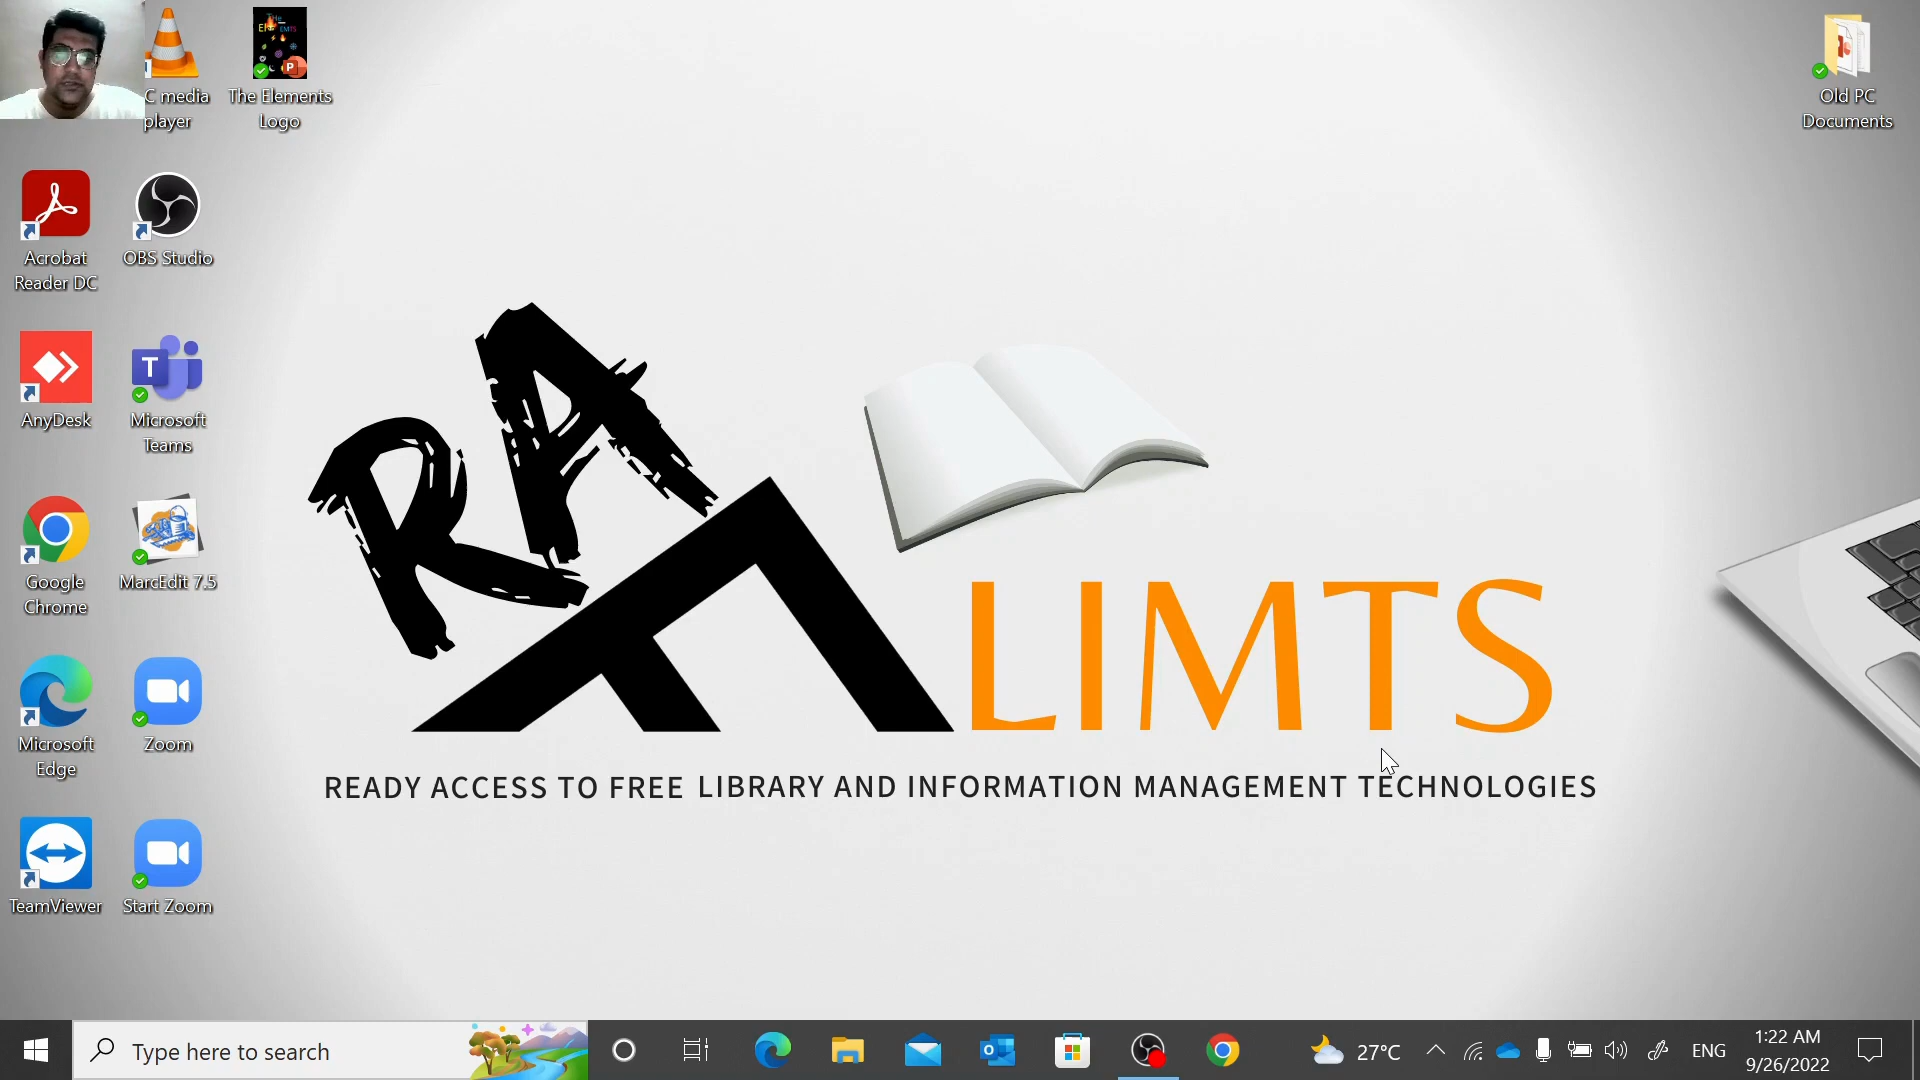 C media
player
The Elements
Logo
Old PC
Documents
Acrobat
Reader DC
OBS Studio
AnyDesk
Microsoft
Teams
Google
Chrome
MarcEdit 7.5
Microsoft
Edge
Zoom
TeamViewer
Start Zoom
RA
LIMTS
READY ACCESS TO FREE LIBRARY AND INFORMATION MANAGEMENT TECHNOLOGIES
Type here to search
27°C
ENG
1:22 AM
9/26/2022